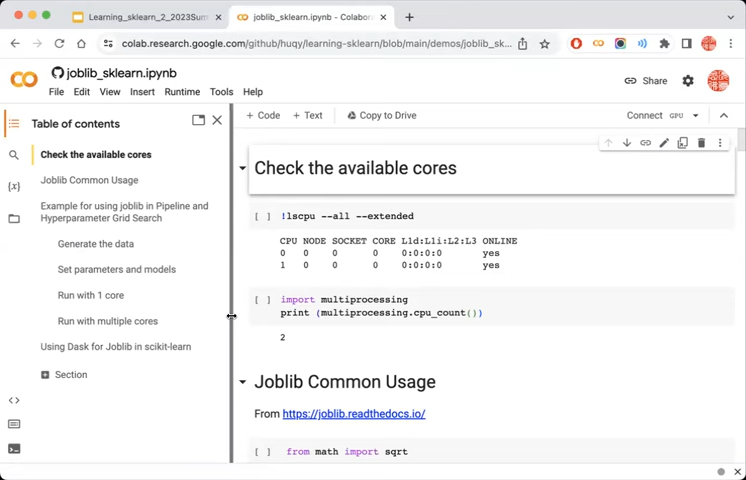 Learning_sklearn_2_2023Sum
joblib_sklearn.ipynb - Colabora
colab.research.google.com/github/huqy/learning-sklearn/blob/main/demos/joblib_sk...
joblib_sklearn.ipynb
File Edit View Insert Runtime Tools Help
Share
+ Code + Text Copy to Drive
Connect GPU
Table of contents
Check the available cores
Joblib Common Usage
Example for using joblib in Pipeline and
Hyperparameter Grid Search
Generate the data
Set parameters and models
Run with 1 core
Run with multiple cores
Using Dask for Joblib in scikit-learn
Section
Check the available cores
[ ] !lscpu --all --extended
CPU NODE SOCKET CORE L1d:L1i:L2:L3 ONLINE
0 0 0 0 0:0:0:0 yes
1 0 0 0 0:0:0:0 yes
[ ] import multiprocessing
print (multiprocessing.cpu_count())
2
Joblib Common Usage
From https://joblib.readthedocs.io/
[ ] from math import sqrt